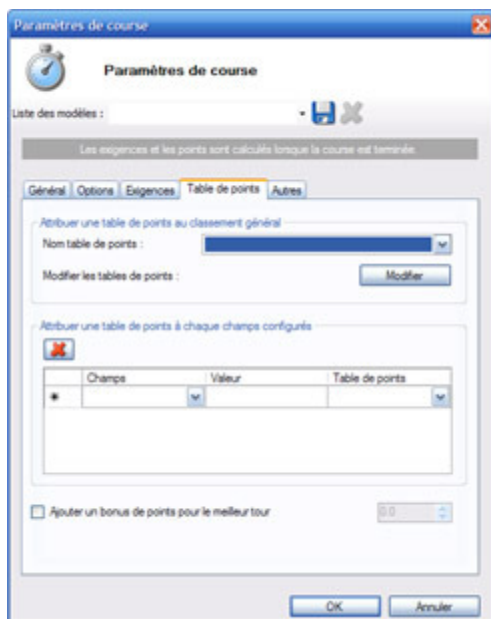 Paramètres de course
Paramètres de course
Liste des modèles :
Les exigences et les points sont calculés lorsque la course est terminée.
Général Options Exigences Table de points Autres
Attribuer une table de points au classement général
Nom table de points :
Modifier les tables de points : Modifier
Attribuer une table de points à chaque champs configurés
Champs Valeur Table de points
Ajouter un bonus de points pour le meilleur tour 0.0
OK Annuler